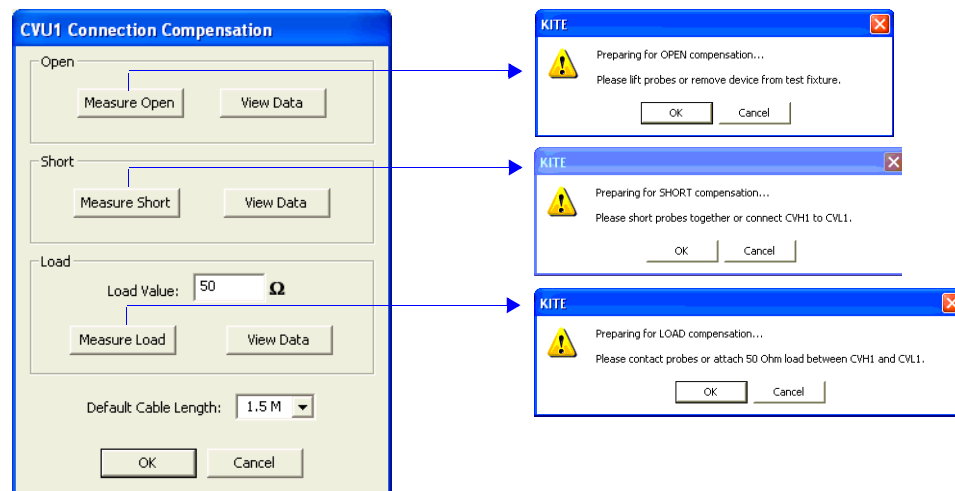 CVU1 Connection Compensation
Open
Measure Open
View Data
Short
Measure Short
View Data
Load
Load Value: 50 Ω
Measure Load
View Data
Default Cable Length: 1.5 M
OK
Cancel
KITE
Preparing for OPEN compensation...
Please lift probes or remove device from test fixture.
OK
Cancel
KITE
Preparing for SHORT compensation...
Please short probes together or connect CVH1 to CVL1.
OK
Cancel
KITE
Preparing for LOAD compensation...
Please contact probes or attach 50 Ohm load between CVH1 and CVL1.
OK
Cancel